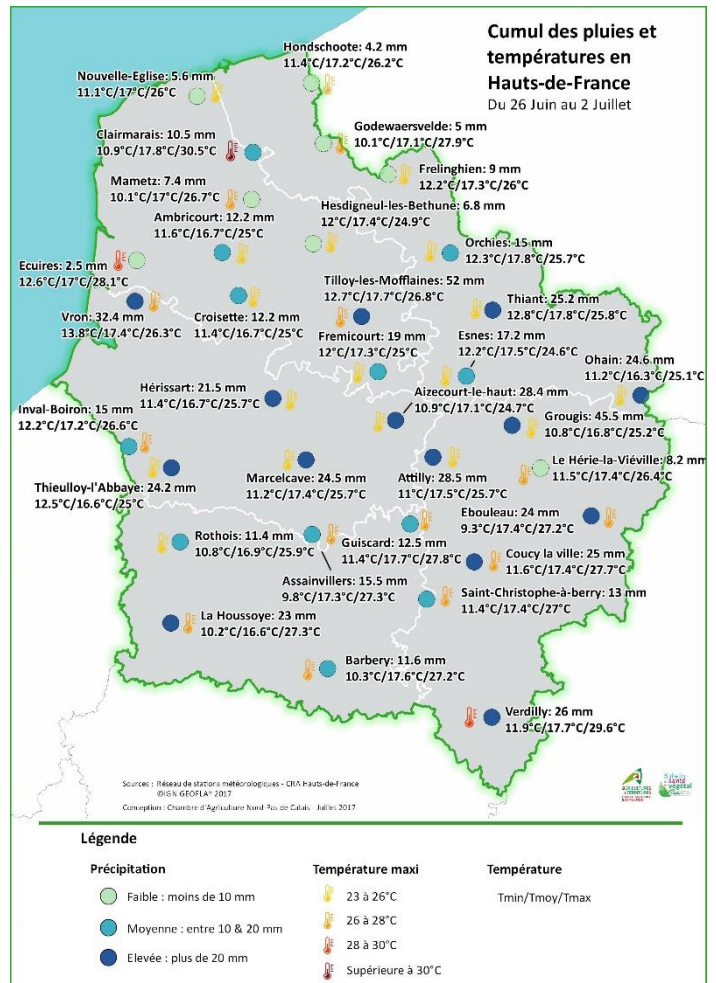 Cumul des pluies et
températures en
Hauts-de-France
Du 26 Juin au 2 Juillet
Hondschoote: 4.2 mm
11.4°C/17.2°C/26.2°C
Nouvelle-Eglise: 5.6 mm
11.1°C/17°C/26°C
Godewaersvelde: 5 mm
10.1°C/17.1°C/27.9°C
Clairmarais: 10.5 mm
10.9°C/17.8°C/30.5°C
Frelinghien: 9 mm
12.2°C/17.3°C/26°C
Mametz: 7.4 mm
10.1°C/17°C/26.7°C
Hesdigneul-les-Bethune: 6.8 mm
12°C/17.4°C/24.9°C
Ambricourt: 12.2 mm
11.6°C/16.7°C/25°C
Orchies: 15 mm
12.3°C/17.8°C/25.7°C
Ecuires: 2.5 mm
12.6°C/17°C/28.1°C
Tilloy-les-Mofflaines: 52 mm
12.7°C/17.7°C/26.8°C
Thiant: 25.2 mm
12.8°C/17.8°C/25.8°C
Vron: 32.4 mm
13.8°C/17.4°C/26.3°C
Croisette: 12.2 mm
11.4°C/16.7°C/25°C
Fremicourt: 19 mm
12°C/17.3°C/25°C
Esnes: 17.2 mm
12.2°C/17.5°C/24.6°C
Ohain: 24.6 mm
11.2°C/16.3°C/25.1°C
Hérissart: 21.5 mm
11.4°C/16.7°C/25.7°C
Aizecourt-le-haut: 28.4 mm
10.9°C/17.1°C/24.7°C
Inval-Boiron: 15 mm
12.2°C/17.2°C/26.6°C
Grougis: 45.5 mm
10.8°C/16.8°C/25.2°C
Le Hérie-la-Viéville: 8.2 mm
11.5°C/17.4°C/26.4°C
Thieulloy-l'Abbaye: 24.2 mm
12.5°C/16.6°C/25°C
Marcelcave: 24.5 mm
11.2°C/17.4°C/25.7°C
Attilly: 28.5 mm
11°C/17.5°C/25.7°C
Ebouleau: 24 mm
9.3°C/17.4°C/27.2°C
Rothois: 11.4 mm
10.8°C/16.9°C/25.9°C
Guiscard: 12.5 mm
11.4°C/17.7°C/27.8°C
Coucy la ville: 25 mm
11.6°C/17.4°C/27.7°C
Assainvillers: 15.5 mm
9.8°C/17.3°C/27.3°C
Saint-Christophe-à-berry: 13 mm
11.4°C/17.4°C/27°C
La Houssoye: 23 mm
10.2°C/16.6°C/27.3°C
Barbery: 11.6 mm
10.3°C/17.6°C/27.2°C
Verdilly: 26 mm
11.9°C/17.7°C/29.6°C
Sources : Réseau de stations météorologiques - CRA Hauts-de-France
©IGN GEOFLA® 2017
Conception : Chambre d'Agriculture Nord Pas de Calais - Juillet 2017
AGRICULTURES & TERRITOIRES
Bulletin
santé
végétal
Légende
Précipitation
Faible : moins de 10 mm
Moyenne : entre 10 & 20 mm
Elevée : plus de 20 mm
Température maxi
23 à 26°C
26 à 28°C
28 à 30°C
Supérieure à 30°C
Température
Tmin/Tmoy/Tmax